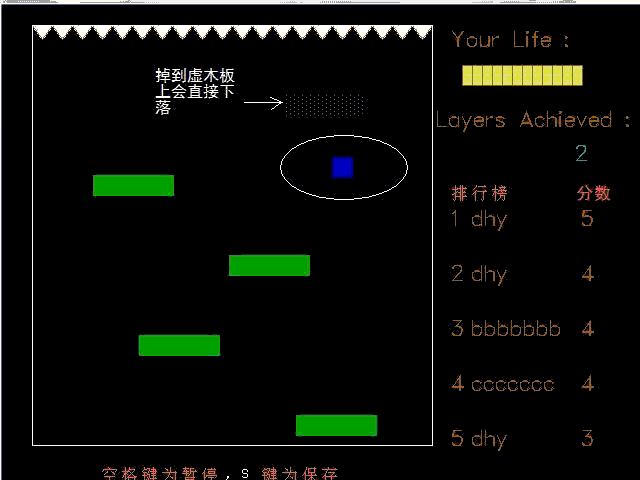 Your Life :
掉到虚木板
上会直接下
落
Layers Achieved :
2
排行榜 分数
1 dhy 5
2 dhy 4
3 bbbbbbb 4
4 ccccccc 4
5 dhy 3
空格键为暂停，S 键为保存